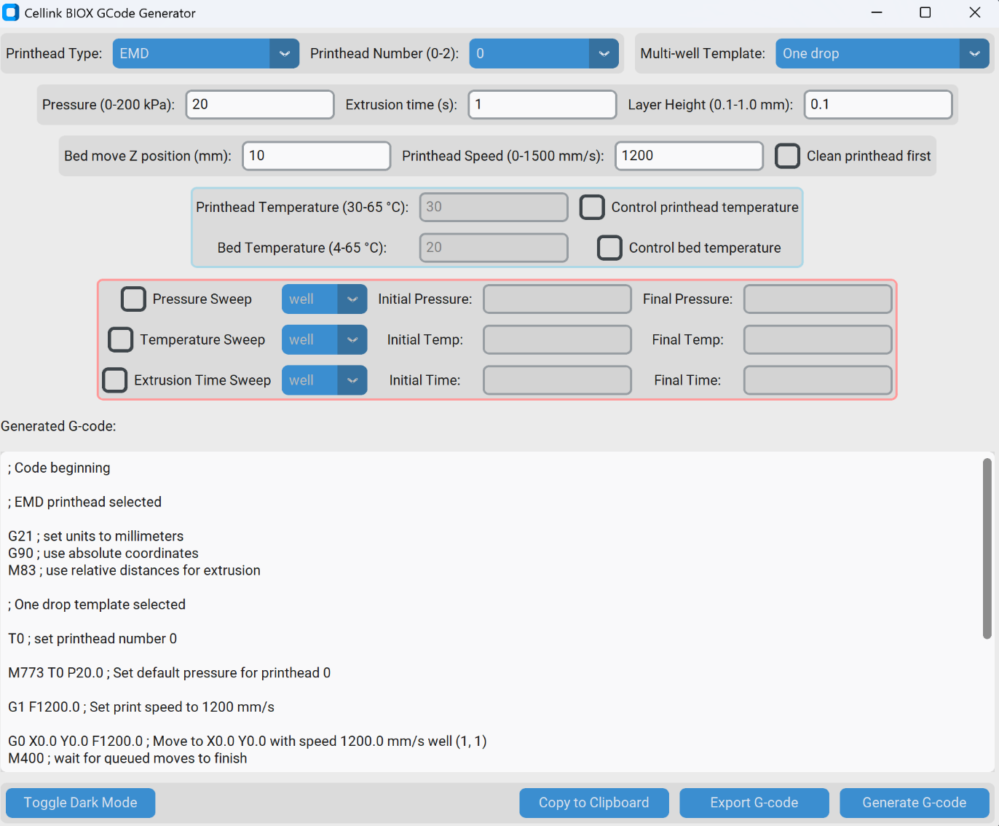 Cellink BIOX GCode Generator
Printhead Type: EMD Printhead Number (0-2): 0 Multi-well Template: One drop
Pressure (0-200 kPa): 20 Extrusion time (s): 1 Layer Height (0.1-1.0 mm): 0.1
Bed move Z position (mm): 10 Printhead Speed (0-1500 mm/s): 1200 Clean printhead first
Printhead Temperature (30-65 °C): 30 Control printhead temperature
Bed Temperature (4-65 °C): 20 Control bed temperature
Pressure Sweep well Initial Pressure: Final Pressure:
Temperature Sweep well Initial Temp: Final Temp:
Extrusion Time Sweep well Initial Time: Final Time:
Generated G-code:
; Code beginning
; EMD printhead selected
G21 ; set units to millimeters
G90 ; use absolute coordinates
M83 ; use relative distances for extrusion
; One drop template selected
T0 ; set printhead number 0
M773 T0 P20.0 ; Set default pressure for printhead 0
G1 F1200.0 ; Set print speed to 1200 mm/s
G0 X0.0 Y0.0 F1200.0 ; Move to X0.0 Y0.0 with speed 1200.0 mm/s well (1, 1)
M400 ; wait for queued moves to finish
Toggle Dark Mode Copy to Clipboard Export G-code Generate G-code